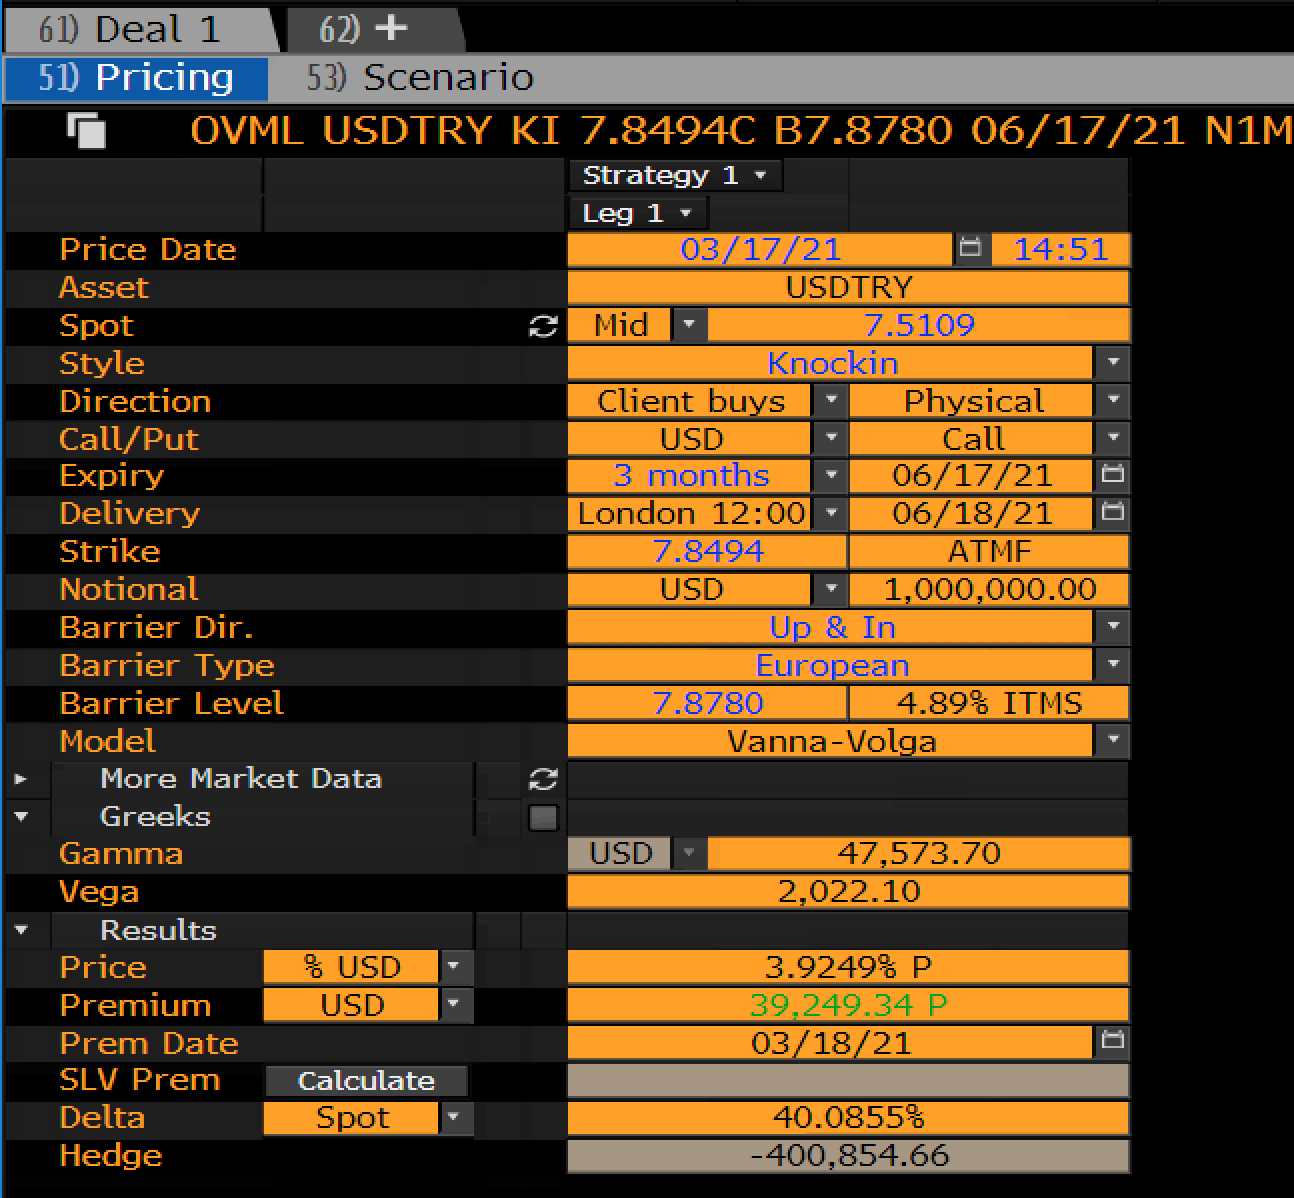 61) Deal 1 62) +
51) Pricing 53) Scenario
OVML USDTRY KI 7.8494C B7.8780 06/17/21 N1M
Strategy 1
Leg 1
Price Date 03/17/21 14:51
Asset USDTRY
Spot Mid 7.5109
Style Knockin
Direction Client buys Physical
Call/Put USD Call
Expiry 3 months 06/17/21
Delivery London 12:00 06/18/21
Strike 7.8494 ATMF
Notional USD 1,000,000.00
Barrier Dir. Up & In
Barrier Type European
Barrier Level 7.8780 4.89% ITMS
Model Vanna-Volga
More Market Data
Greeks
Gamma USD 47,573.70
Vega 2,022.10
Results
Price % USD 3.9249% P
Premium USD 39,249.34 P
Prem Date 03/18/21
SLV Prem Calculate
Delta Spot 40.0855%
Hedge -400,854.66